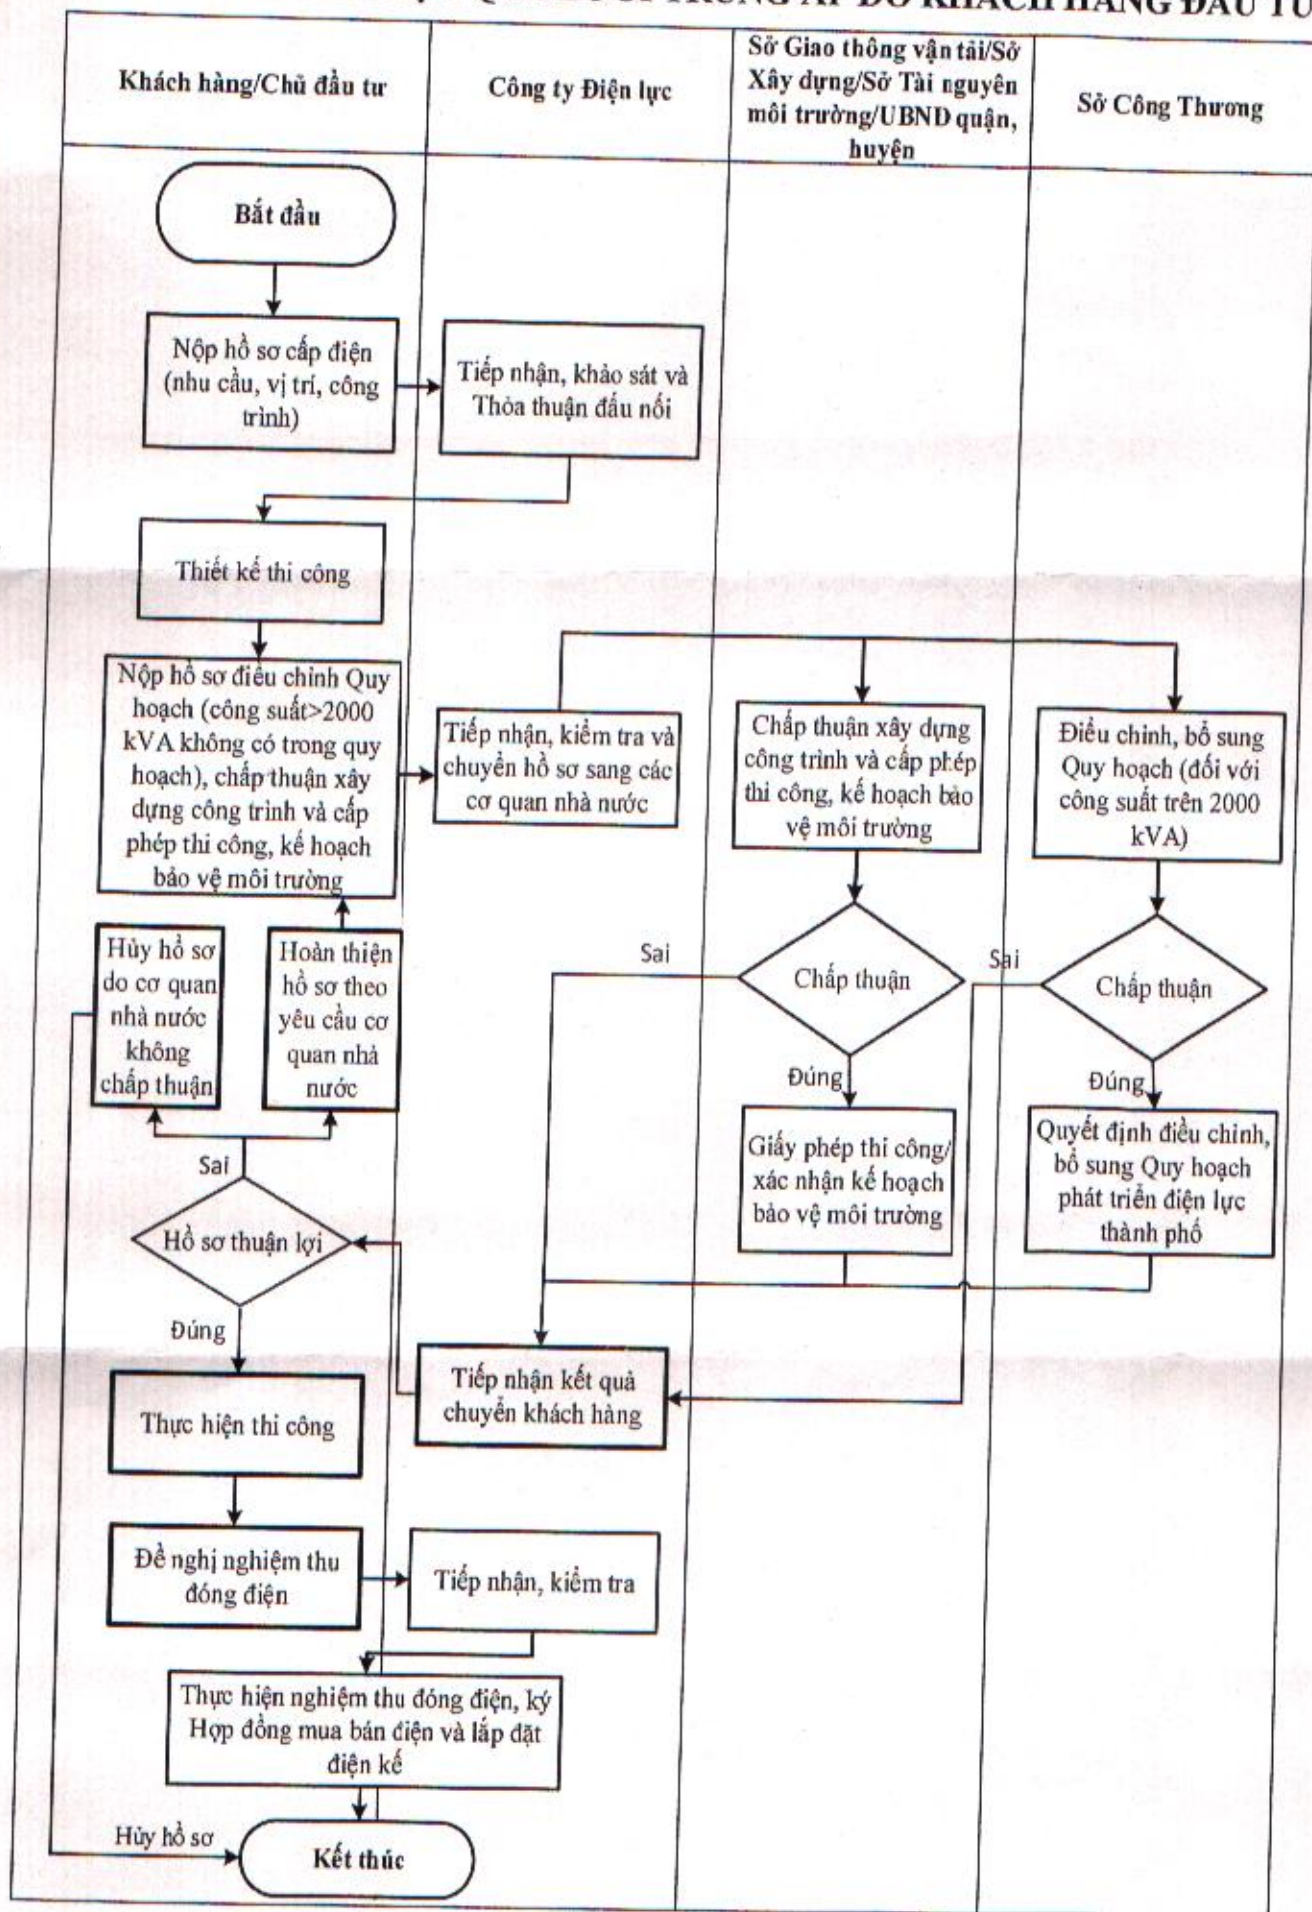 TRUNG ÁP DO KHÁCH HÀNG ĐẦU TƯ
Khách hàng/Chủ đầu tư
Công ty Điện lực
Sở Giao thông vận tải/Sở
Xây dựng/Sở Tài nguyên
môi trường/UBND quận,
huyện
Sở Công Thương
Bắt đầu
Nộp hồ sơ cấp điện
(nhu cầu, vị trí, công
trình)
Tiếp nhận, khảo sát và
Thỏa thuận đấu nối
Thiết kế thi công
Nộp hồ sơ điều chỉnh Quy
hoạch (công suất>2000
kVA không có trong quy
hoạch), chấp thuận xây
dựng công trình và cấp
phép thi công, kế hoạch
bảo vệ môi trường
Tiếp nhận, kiểm tra và
chuyển hồ sơ sang các
cơ quan nhà nước
Chấp thuận xây dựng
công trình và cấp phép
thi công, kế hoạch bảo
vệ môi trường
Điều chỉnh, bổ sung
Quy hoạch (đối với
công suất trên 2000
kVA)
Hủy hồ sơ
do cơ quan
nhà nước
không
chấp thuận
Hoàn thiện
hồ sơ theo
yêu cầu cơ
quan nhà
nước
Sai
Chấp thuận
Sai
Chấp thuận
Đúng
Đúng
Giấy phép thi công/
xác nhận kế hoạch
bảo vệ môi trường
Quyết định điều chỉnh,
bổ sung Quy hoạch
phát triển điện lực
thành phố
Sai
Hồ sơ thuận lợi
Đúng
Tiếp nhận kết quả
chuyển khách hàng
Thực hiện thi công
Đề nghị nghiệm thu
đóng điện
Tiếp nhận, kiểm tra
Thực hiện nghiệm thu đóng điện, ký
Hợp đồng mua bán điện và lắp đặt
điện kế
Hủy hồ sơ
Kết thúc